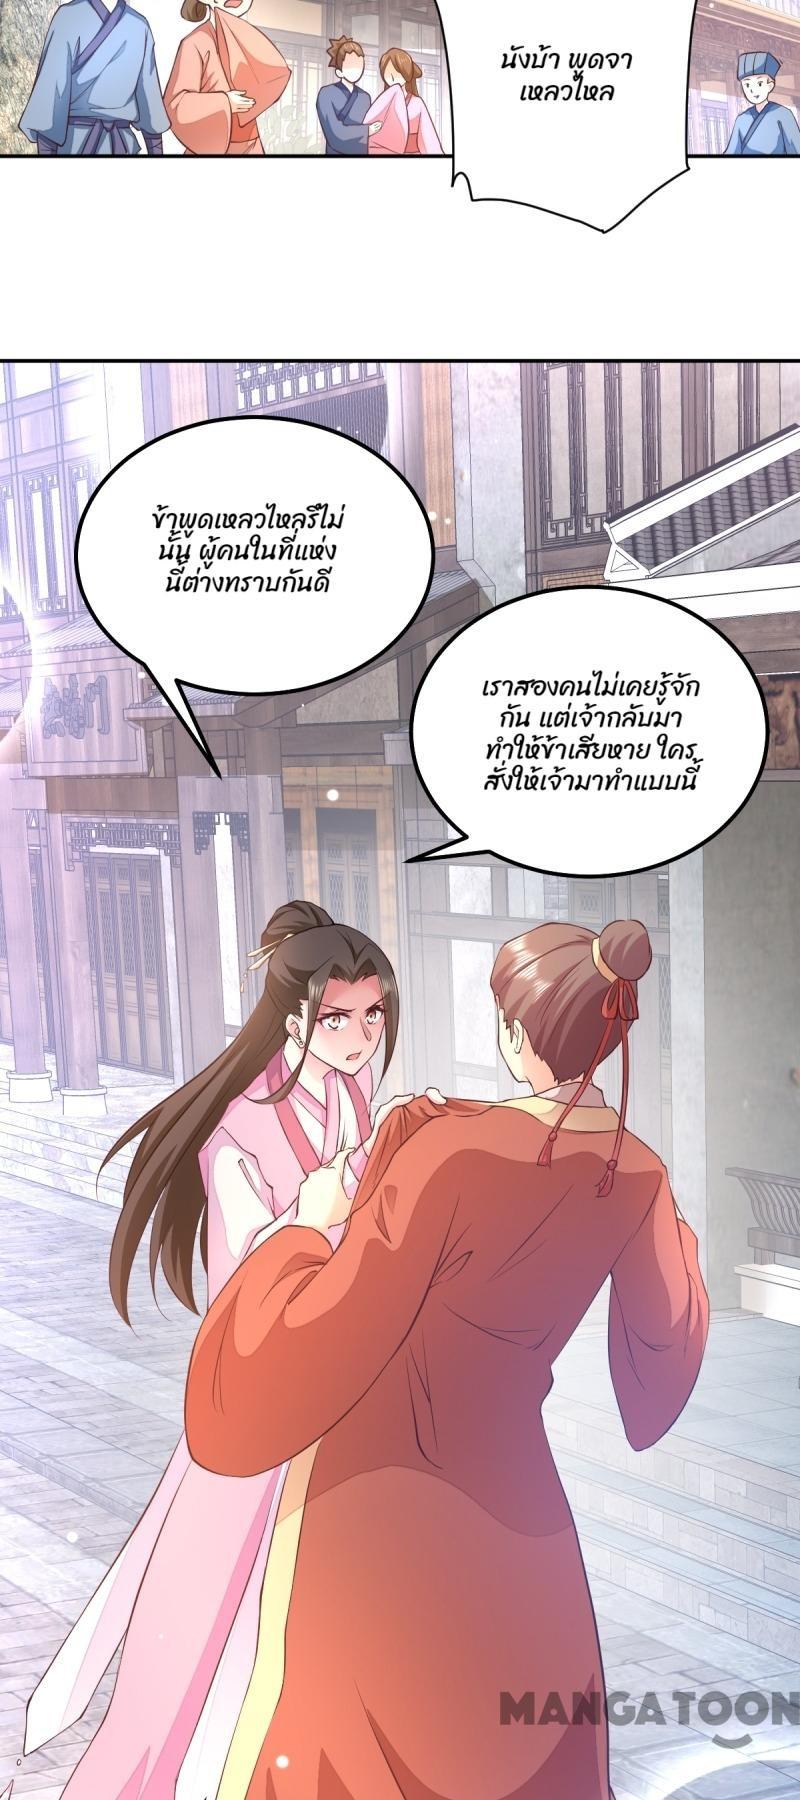 นังบ้า พูดจา
เหลวไหล
ข้าพูดเหลวไหลรึไม่
นั้น ผู้คนในที่แห่ง
นี้ต่างทราบกันดี
เราสองคนไม่เคยรู้จัก
กัน แต่เจ้ากลับมา
ทำให้ข้าเสียหาย ใคร
สั่งให้เจ้ามาทำแบบนี้
MANGATOON